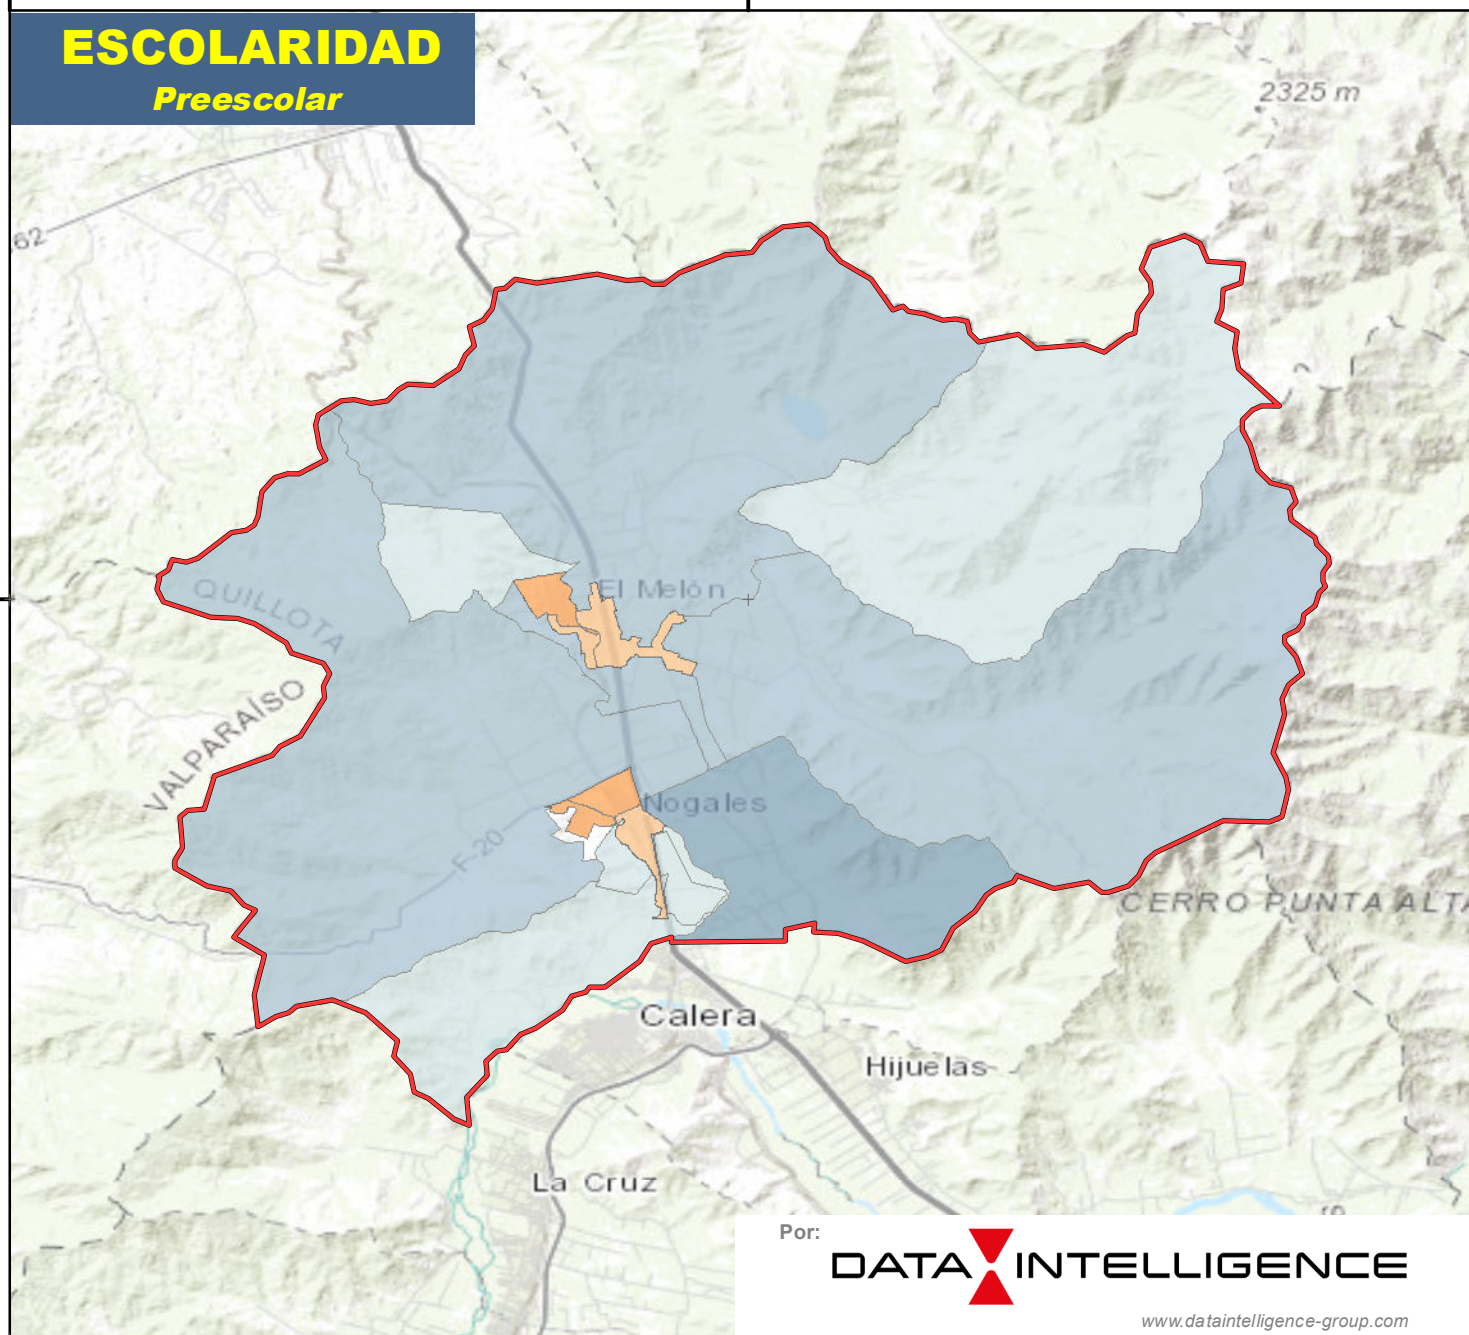 ESCOLARIDAD
Preescolar
2325 m
62
El Melón
QUILLOTA
VALPARAÍSO
Nogales
F-20
CERRO PUNTA ALTA
Calera
Hijuelas
La Cruz
Por:
DATA INTELLIGENCE
www.dataintelligence-group.com